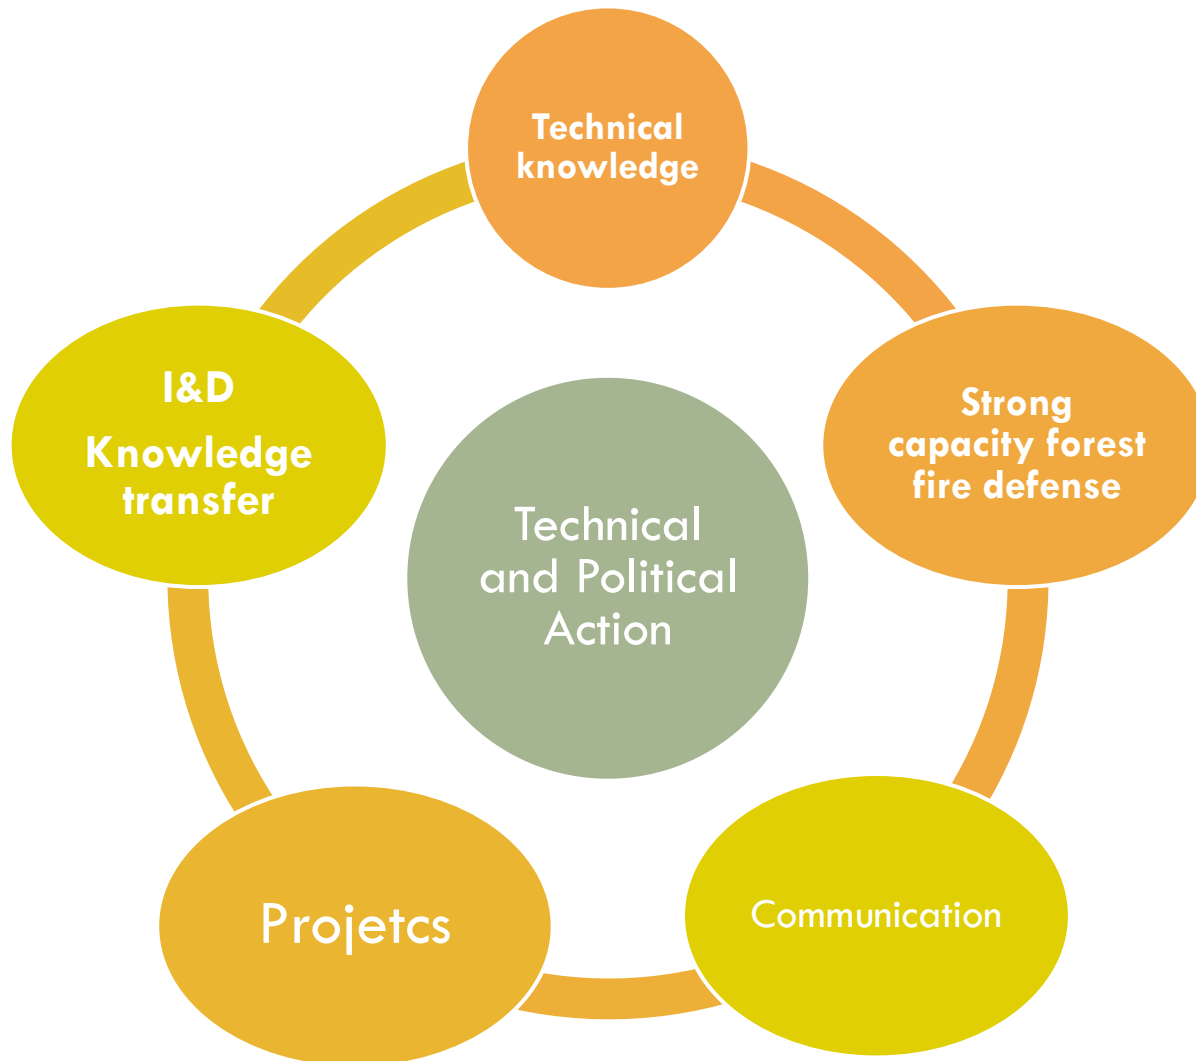 Technical
knowledge
I&D
Knowledge
transfer
Strong
capacity forest
fire defense
Technical
and Political
Action
Projetcs
Communication